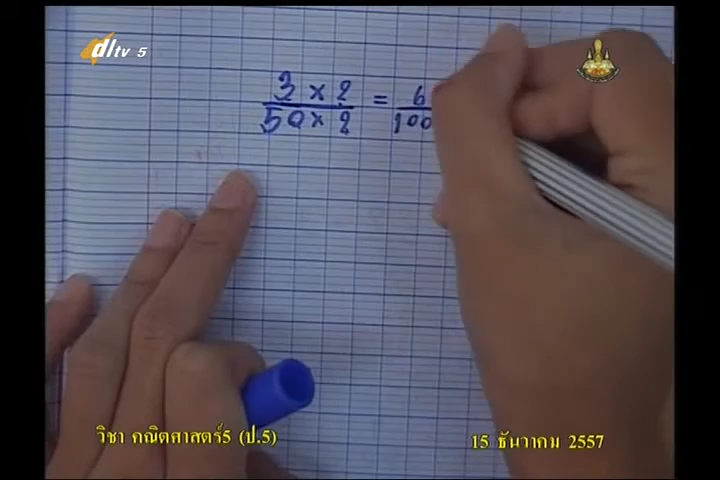 dltv 5
3 × 2 = 6
50 × 2 100
วิชา คณิตศาสตร์5 (ป.5)
15 ธันวาคม 2557